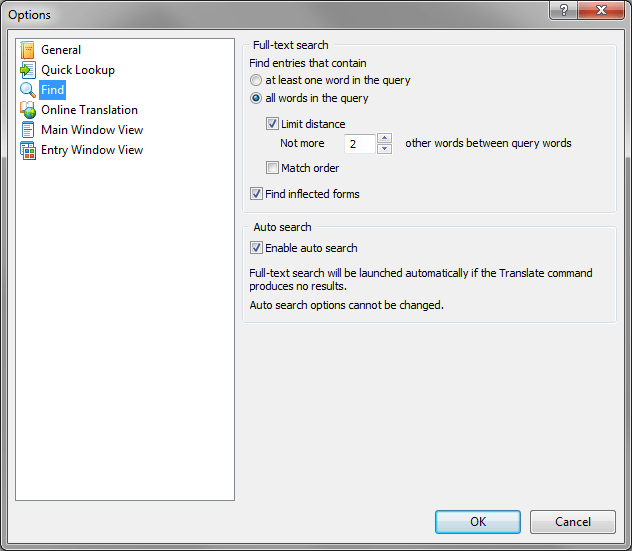 Options
?
General
Quick Lookup
Find
Online Translation
Main Window View
Entry Window View
Full-text search
Find entries that contain
at least one word in the query
all words in the query
Limit distance
Not more 2 other words between query words
Match order
Find inflected forms
Auto search
Enable auto search
Full-text search will be launched automatically if the Translate command
produces no results.
Auto search options cannot be changed.
OK Cancel